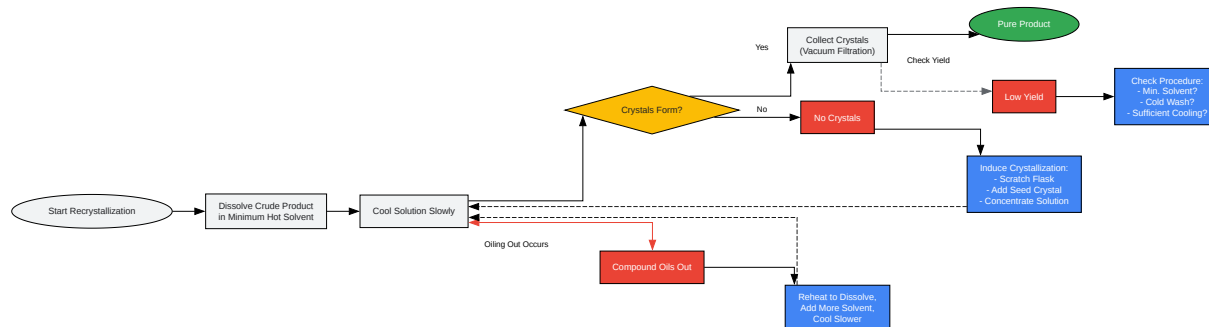 Pure Product
Collect Crystals
(Vacuum Filtration)
Yes
Check Yield
Check Procedure:
- Min. Solvent?
- Cold Wash?
- Sufficient Cooling?
Low Yield
Crystals Form?
No
No Crystals
Induce Crystallization:
- Scratch Flask
- Add Seed Crystal
- Concentrate Solution
Start Recrystallization
Dissolve Crude Product
in Minimum Hot Solvent
Cool Solution Slowly
Oiling Out Occurs
Compound Oils Out
Reheat to Dissolve,
Add More Solvent,
Cool Slower